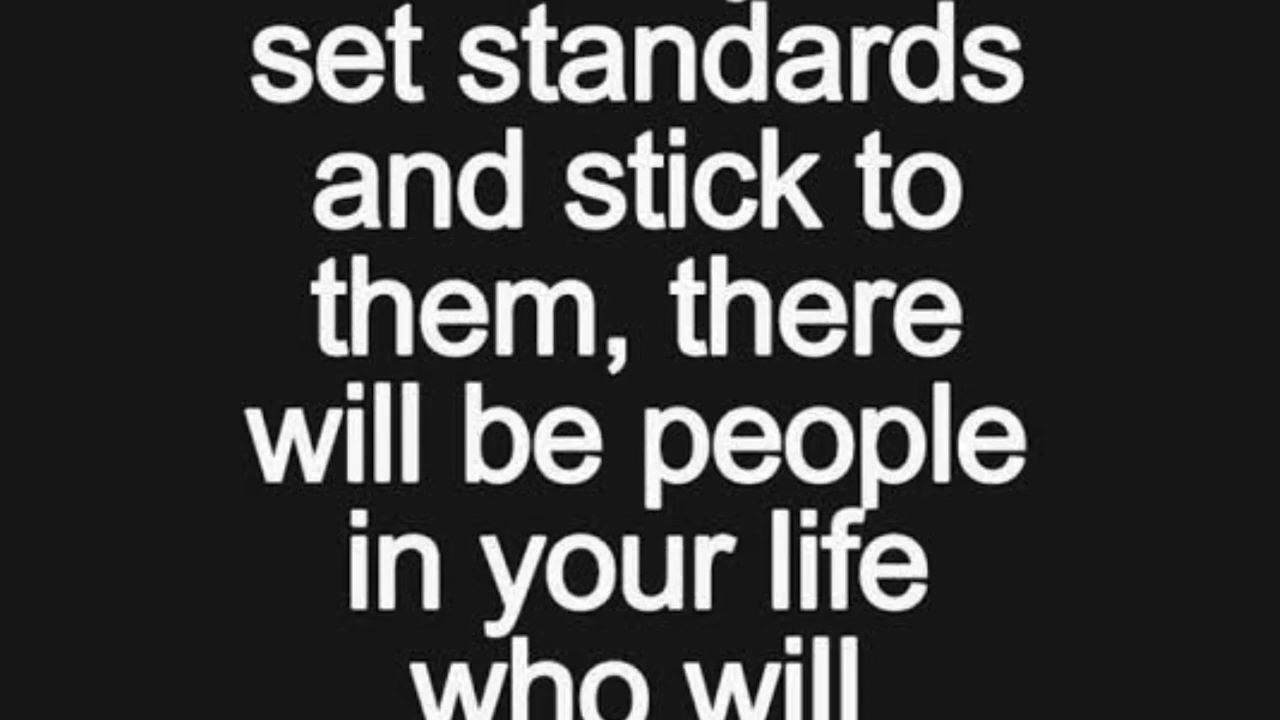 set standards
and stick to
them, there
will be people
in your life
who will